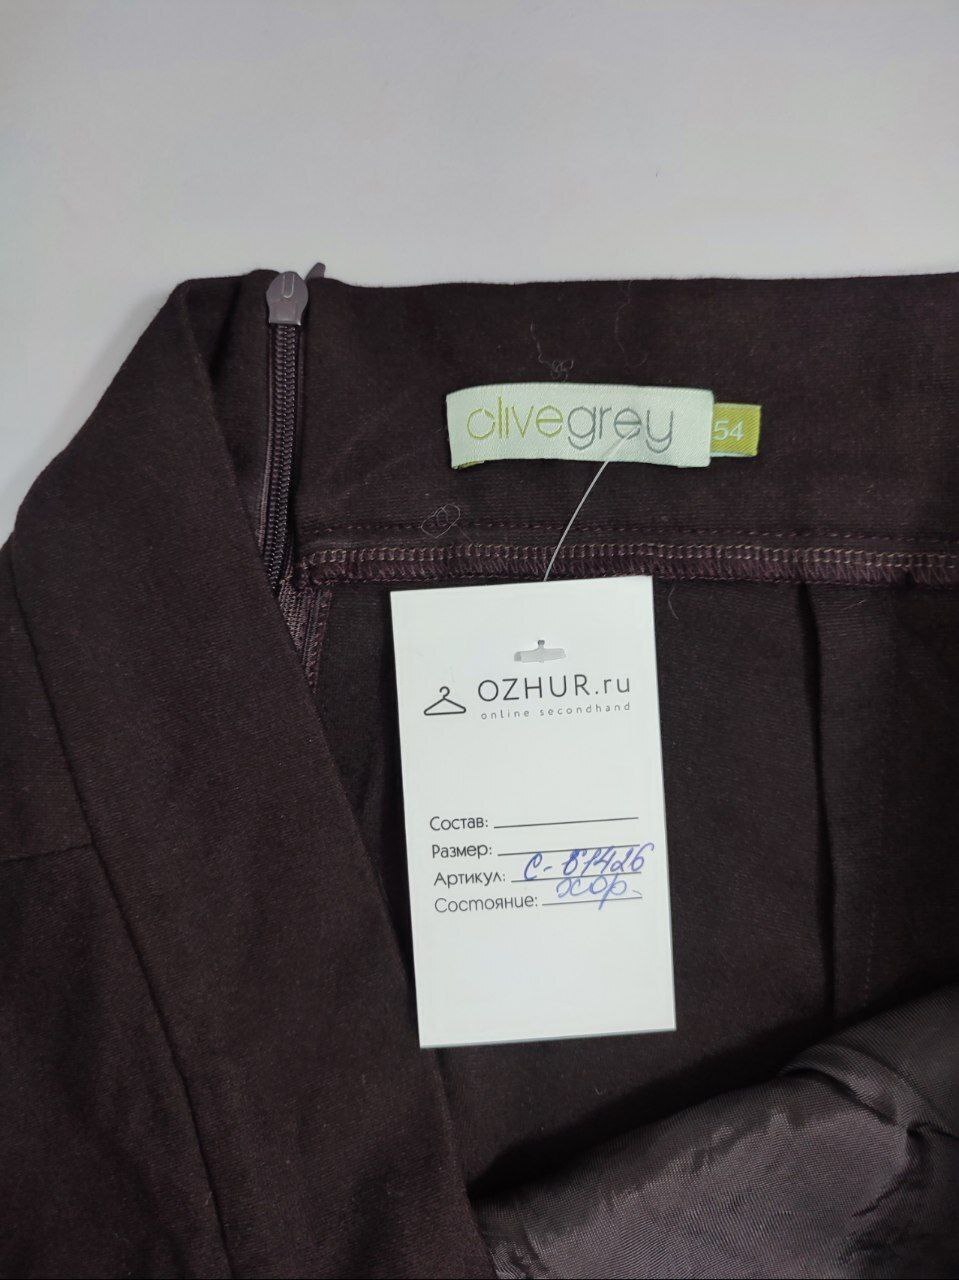 olivegrey
54
OZHUR.ru
online secondhand
Состав:
Размер:
Артикул: С-81426
Состояние: хор.